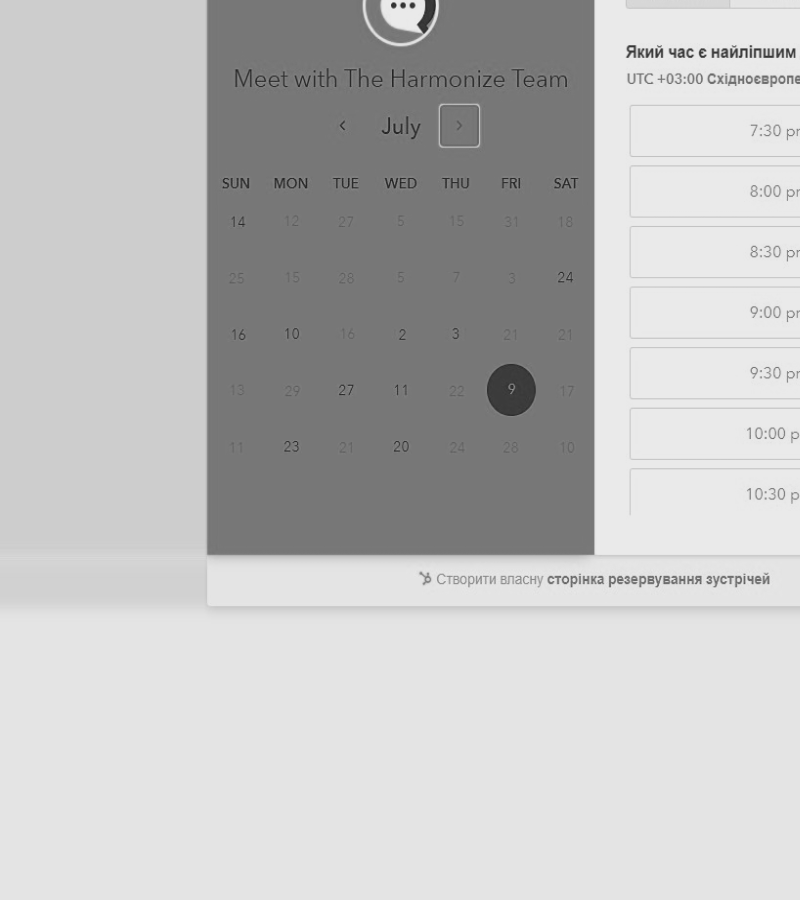 Meet with The Harmonize Team
July
SUN MON TUE WED THU FRI SAT
14 12 27 5 15 31 18
25 15 28 5 7 3 24
16 10 16 2 3 21 21
13 29 27 11 22 9 17
11 23 21 20 24 28 10
Який час є найліпшим
UTC +03:00
7:30
8:00
8:30
9:00
9:30
10:00
10:30
Створити власну сторінка резервування зустрічей